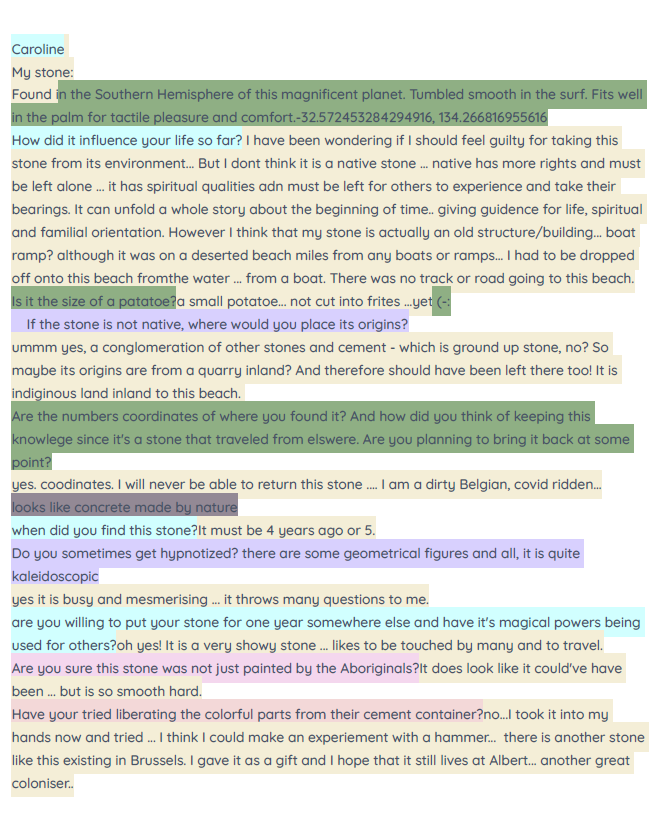 Caroline
My stone:
Found in the Southern Hemisphere of this magnificent planet. Tumbled smooth in the surf. Fits well
in the palm for tactile pleasure and comfort.-32.572453284294916, 134.266816955616
How did it influence your life so far? I have been wondering if I should feel guilty for taking this
stone from its environment... But I dont think it is a native stone ... native has more rights and must
be left alone ... it has spiritual qualities adn must be left for others to experience and take their
bearings. It can unfold a whole story about the beginning of time.. giving guidence for life, spiritual
and familial orientation. However I think that my stone is actually an old structure/building... boat
ramp? although it was on a deserted beach miles from any boats or ramps... I had to be dropped
off onto this beach fromthe water ... from a boat. There was no track or road going to this beach.
Is it the size of a patatoe?a small potatoe... not cut into frites ...yet (-:
If the stone is not native, where would you place its origins?
ummm yes, a conglomeration of other stones and cement - which is ground up stone, no? So
maybe its origins are from a quarry inland? And therefore should have been left there too! It is
indiginous land inland to this beach.
Are the numbers coordinates of where you found it? And how did you think of keeping this
knowlege since it's a stone that traveled from elswere. Are you planning to bring it back at some
point?
yes. coodinates. I will never be able to return this stone .... I am a dirty Belgian, covid ridden...
looks like concrete made by nature
when did you find this stone?It must be 4 years ago or 5.
Do you sometimes get hypnotized? there are some geometrical figures and all, it is quite
kaleidoscopic
yes it is busy and mesmerising ... it throws many questions to me.
are you willing to put your stone for one year somewhere else and have it's magical powers being
used for others?oh yes! It is a very showy stone ... likes to be touched by many and to travel.
Are you sure this stone was not just painted by the Aboriginals?It does look like it could've have
been ... but is so smooth hard.
Have your tried liberating the colorful parts from their cement container?no...I took it into my
hands now and tried ... I think I could make an experiement with a hammer... there is another stone
like this existing in Brussels. I gave it as a gift and I hope that it still lives at Albert... another great
coloniser..